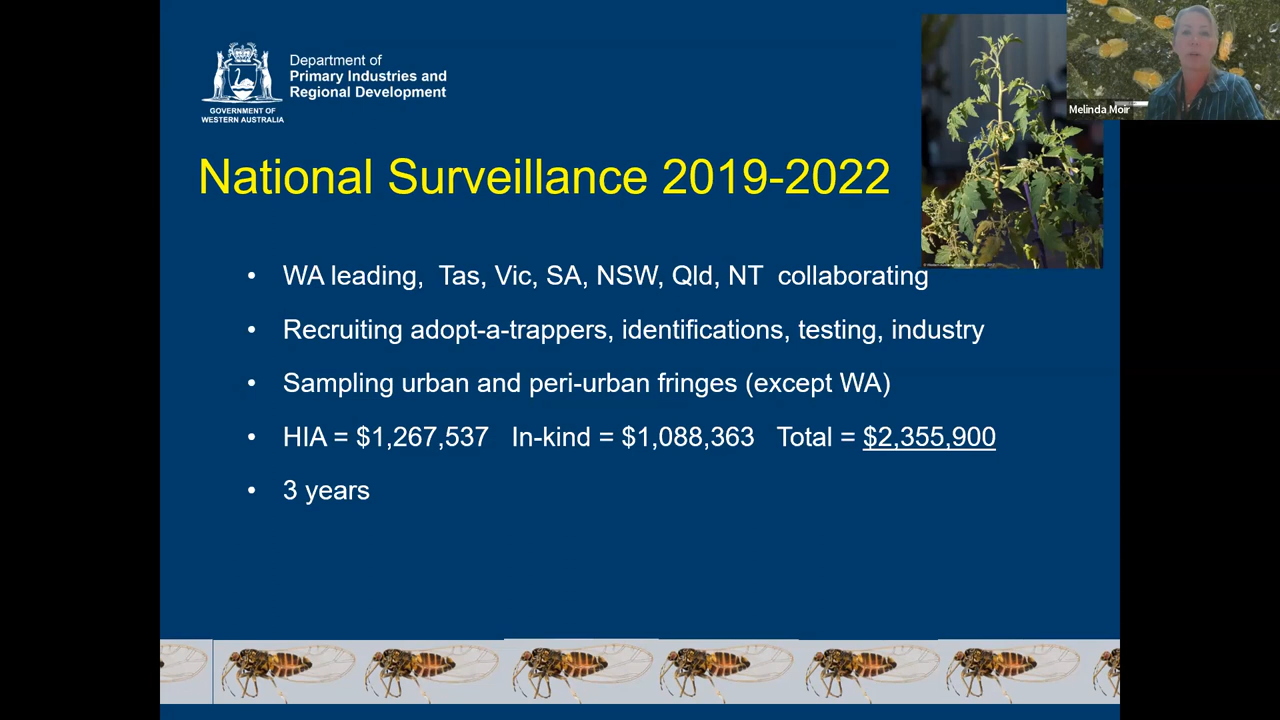 Department of
Primary Industries and
Regional Development
GOVERNMENT OF
WESTERN AUSTRALIA
Melinda Moir
National Surveillance 2019-2022
• WA leading, Tas, Vic, SA, NSW, Qld, NT collaborating
• Recruiting adopt-a-trappers, identifications, testing, industry
• Sampling urban and peri-urban fringes (except WA)
• HIA = $1,267,537 In-kind = $1,088,363 Total = $2,355,900
• 3 years